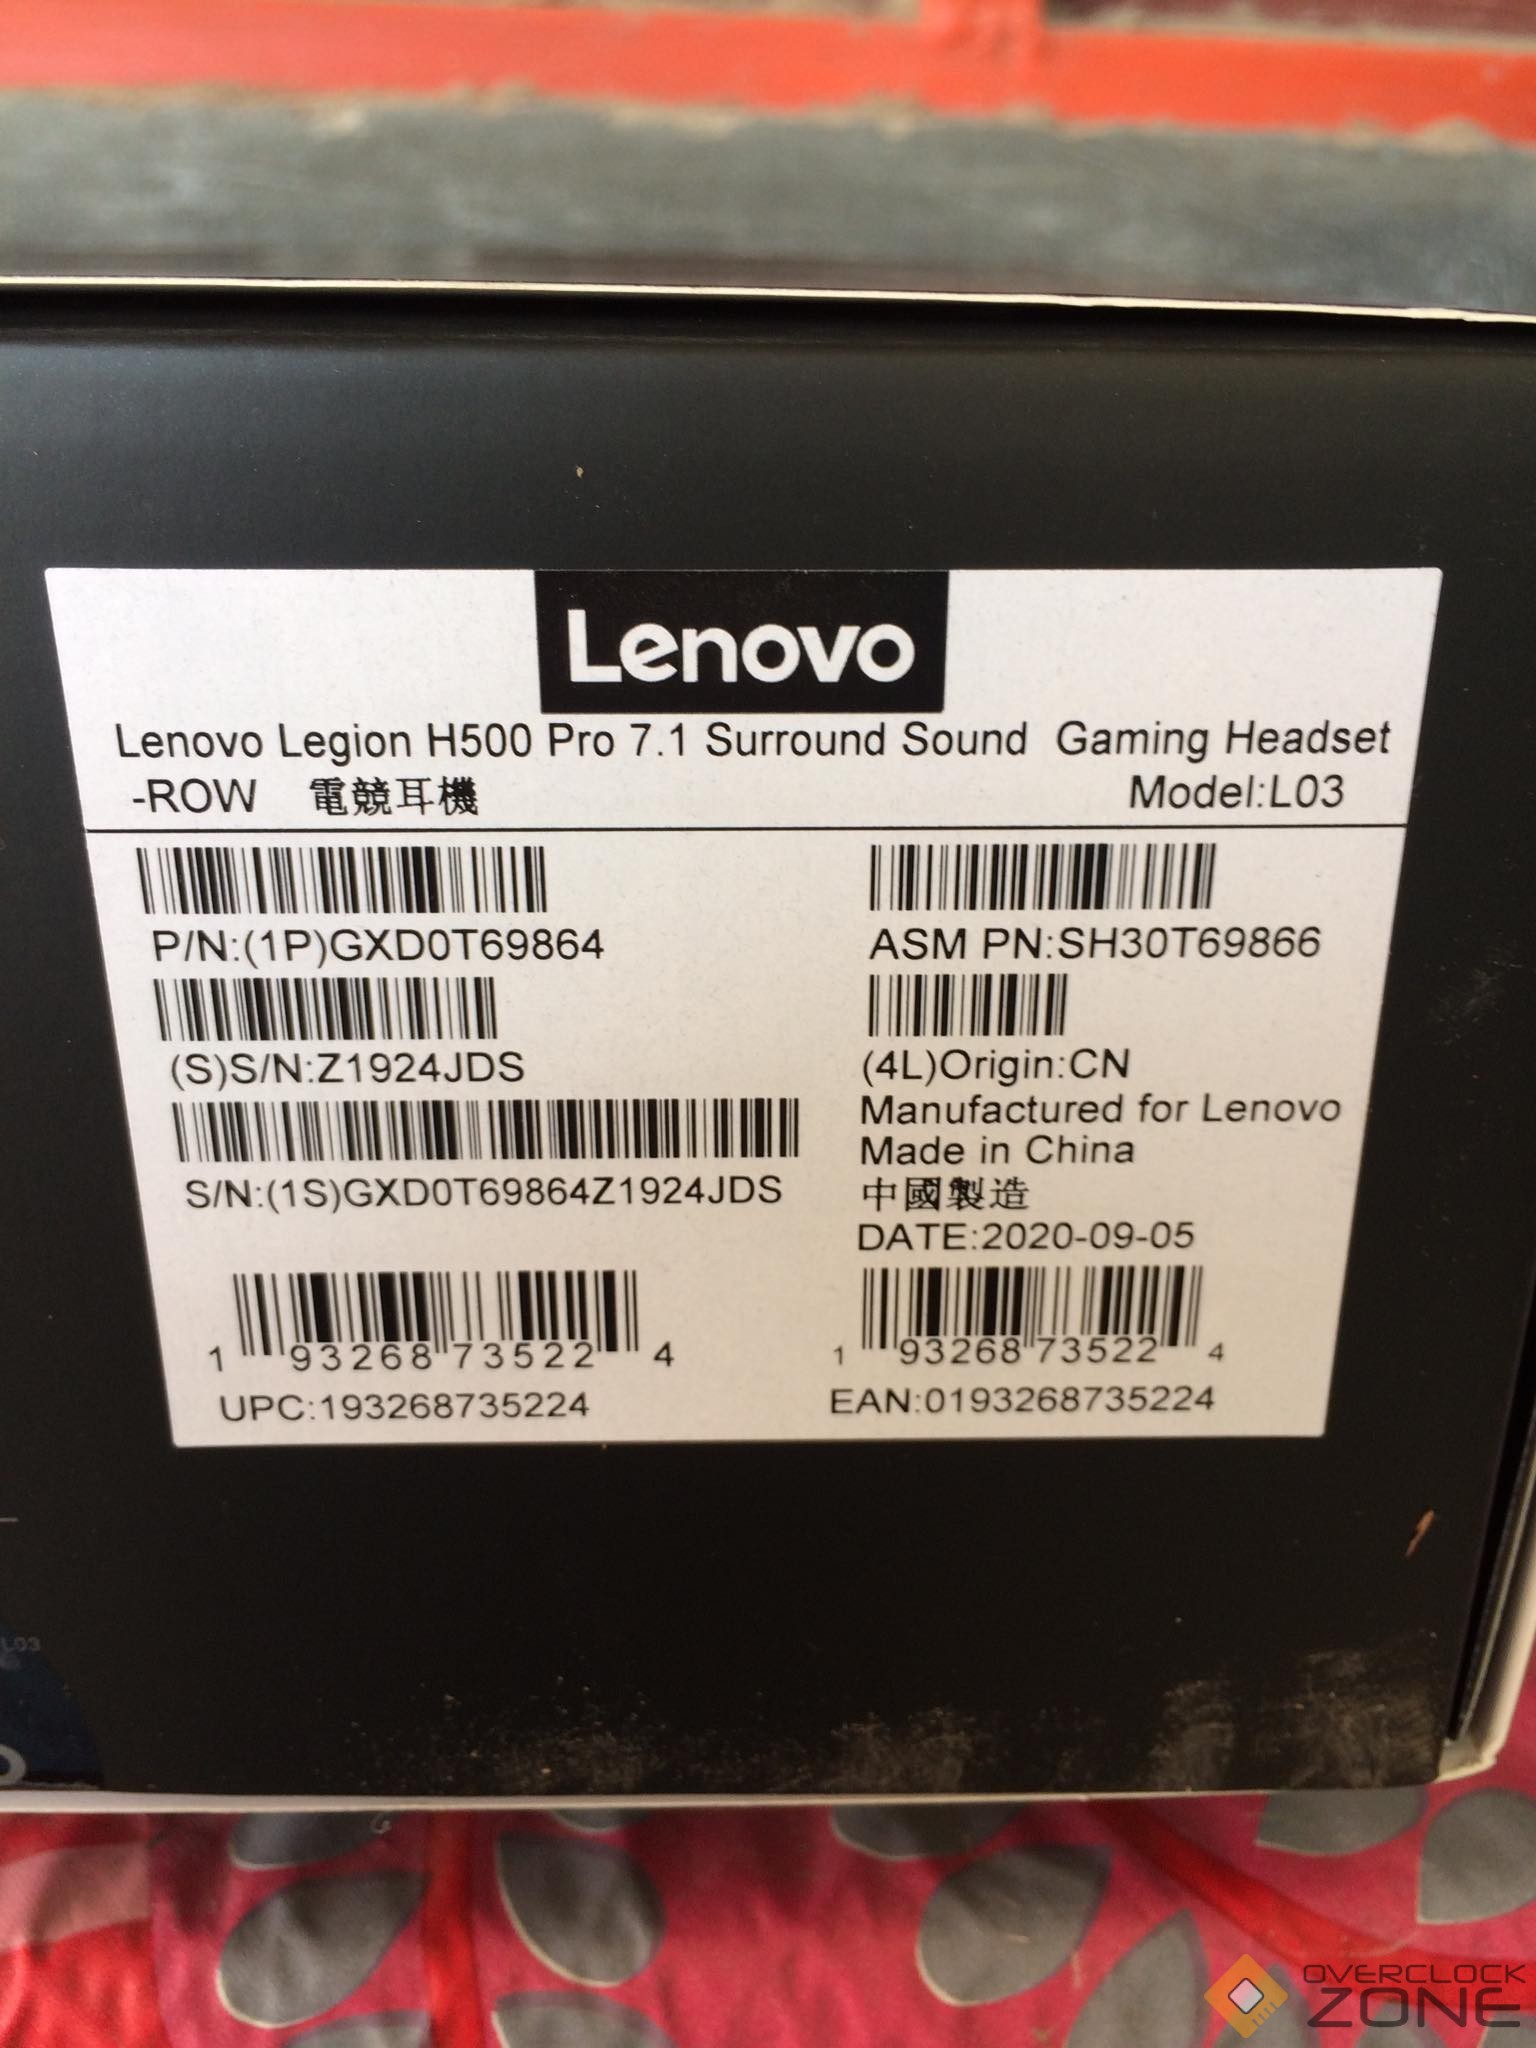 Lenovo
Lenovo Legion H500 Pro 7.1 Surround Sound Gaming Headset
-ROW 電競耳機 Model:L03
P/N:(1P)GXD0T69864
ASM PN:SH30T69866
(S)S/N:Z1924JDS
(4L)Origin:CN
Manufactured for Lenovo
Made in China
中國製造
S/N:(1S)GXD0T69864Z1924JDS
DATE:2020-09-05
1 93268 73522 4
UPC:193268735224
1 93268 73522 4
EAN:0193268735224
L03
OVERCLOCK
ZONE